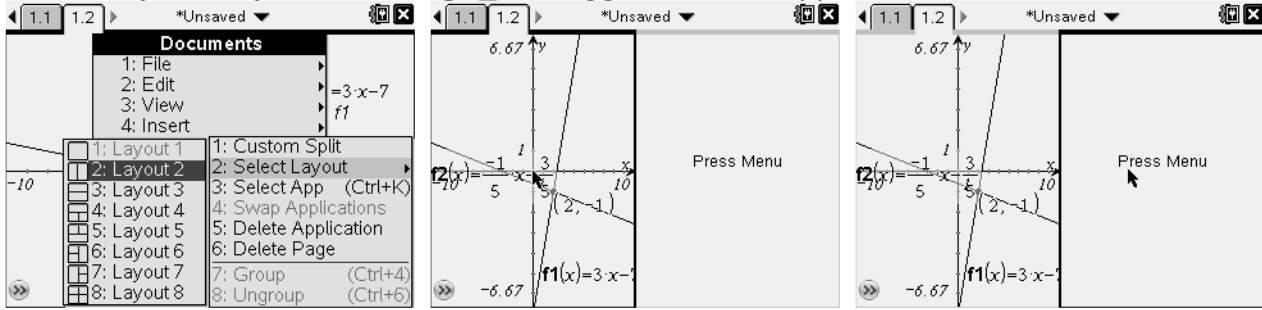 1.1 1.2 *Unsaved
Documents
1: File
2: Edit
3: View
4: Insert
=3·x-7
f1
1: Layout 1
2: Layout 2
3: Layout 3
4: Layout 4
5: Layout 5
6: Layout 6
7: Layout 7
8: Layout 8
1: Custom Split
2: Select Layout
3: Select App (Ctrl+K)
4: Swap Applications
5: Delete Application
6: Delete Page
7: Group (Ctrl+4)
8: Ungroup (Ctrl+6)
-10
1.1 1.2 *Unsaved
6.67 y
1
f2(x)=-1/5·x-3/5
x
-10
10
(2,-1)
f1(x)=3·x-7
-6.67
Press Menu
1.1 1.2 *Unsaved
6.67 y
1
f2(x)=-1/5·x-3/5
x
-10
10
(2,-1)
f1(x)=3·x-7
-6.67
Press Menu